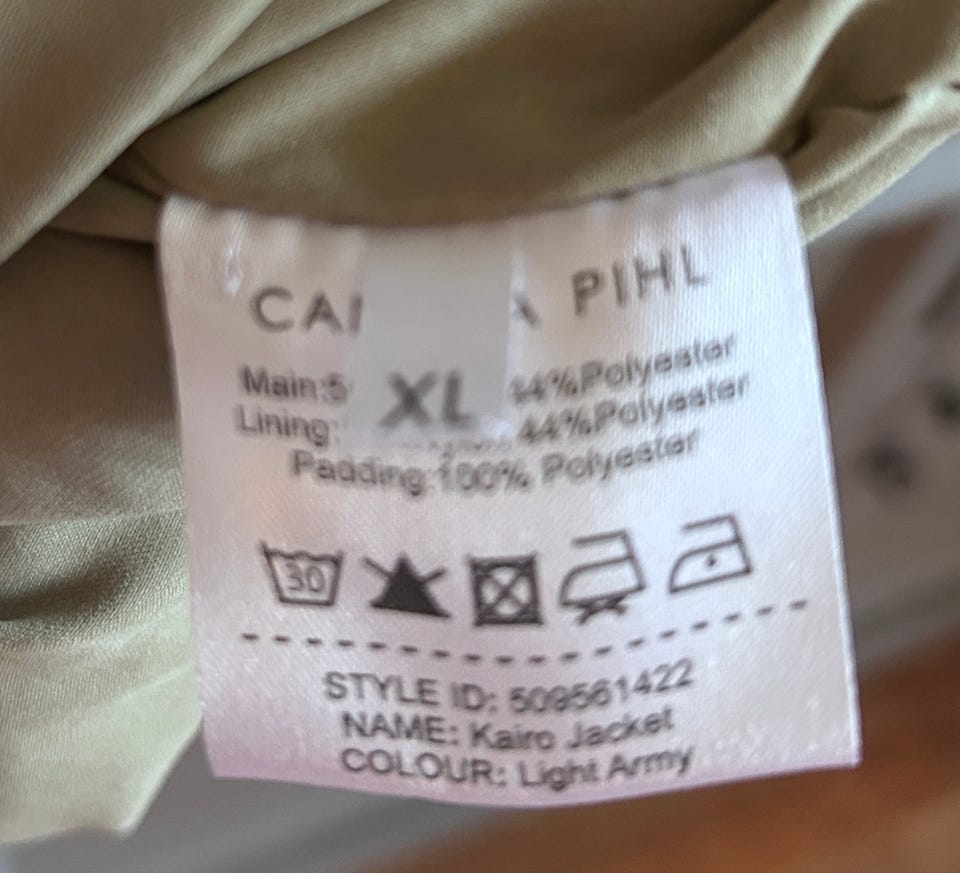 CAM A PIHL
XL
Main:5 44%Polyester
Lining: 44%Polyester
Padding:100% Polyester
30
STYLE ID: 509561422
NAME: Kairo Jacket
COLOUR: Light Army